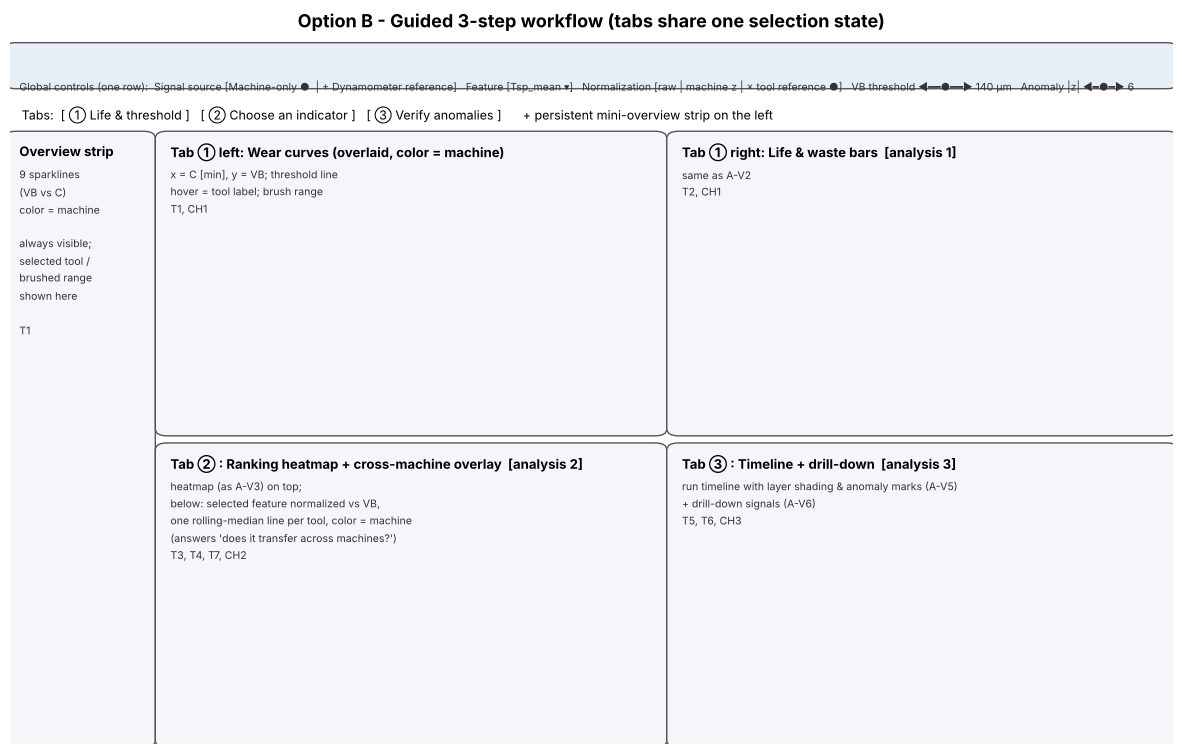 Option B - Guided 3-step workflow (tabs share one selection state)
Global controls (one row):  Signal source [Machine-only ● | + Dynamometer reference]   Feature [Tsp_mean ▾]   Normalization [raw | machine z | × tool reference ●]   VB threshold ◀━●━▶ 140 µm   Anomaly |z| ◀━●━▶ 6
Tabs:  [ ① Life & threshold ]   [ ② Choose an indicator ]   [ ③ Verify anomalies ]      + persistent mini-overview strip on the left
Overview strip
9 sparklines
(VB vs C)
color = machine
always visible;
selected tool /
brushed range
shown here
T1
Tab ① left: Wear curves (overlaid, color = machine)
x = C [min], y = VB; threshold line
hover = tool label; brush range
T1, CH1
Tab ① right: Life & waste bars  [analysis 1]
same as A-V2
T2, CH1
Tab ② : Ranking heatmap + cross-machine overlay  [analysis 2]
heatmap (as A-V3) on top;
below: selected feature normalized vs VB,
one rolling-median line per tool, color = machine
(answers 'does it transfer across machines?')
T3, T4, T7, CH2
Tab ③ : Timeline + drill-down  [analysis 3]
run timeline with layer shading & anomaly marks (A-V5)
+ drill-down signals (A-V6)
T5, T6, CH3